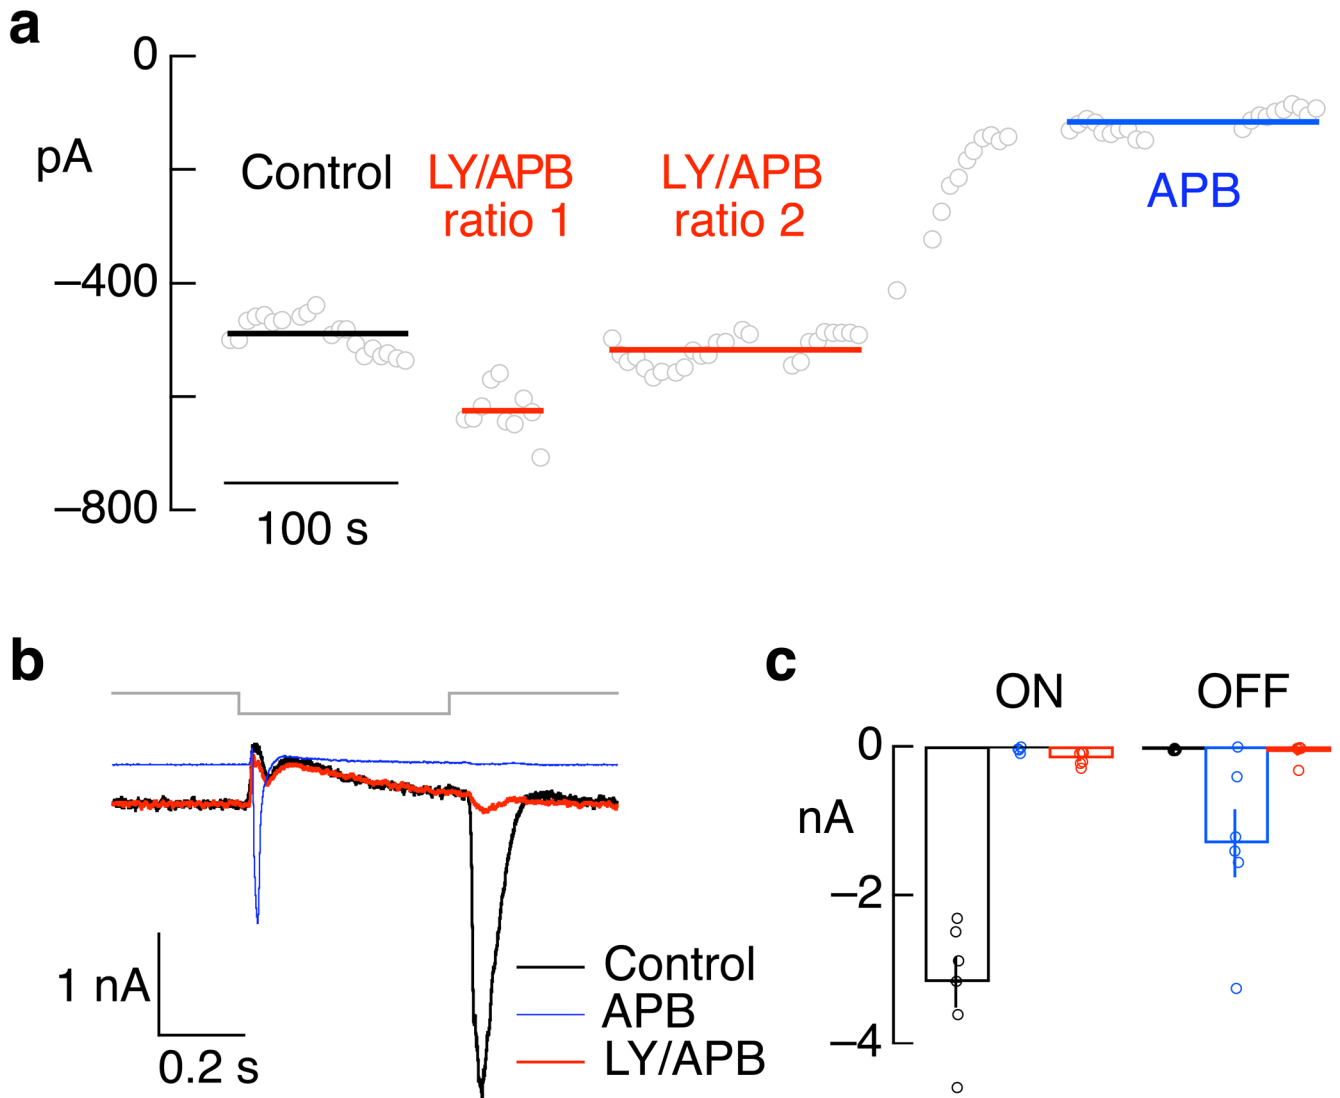 a
0
pA
Control
LY/APB
ratio 1
LY/APB
ratio 2
APB
–400
–800
100 s
b
1 nA
0.2 s
Control
APB
LY/APB
c
ON
OFF
0
nA
–2
–4